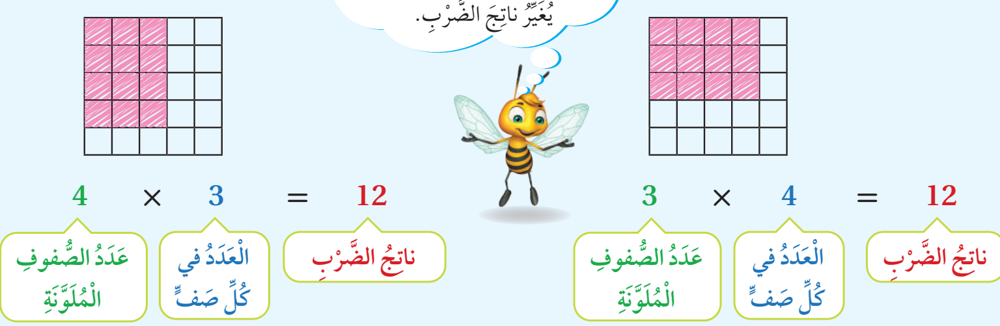 يُغَيِّرُ ناتِجَ الضَّرْبِ.
4 × 3 = 12
عَدَدُ الصُّفوفِ
الْمُلَوَّنَةِ
الْعَدَدُ في
كُلِّ صَفٍّ
ناتِجُ الضَّرْبِ
3 × 4 = 12
عَدَدُ الصُّفوفِ
الْمُلَوَّنَةِ
الْعَدَدُ في
كُلِّ صَفٍّ
ناتِجُ الضَّرْبِ